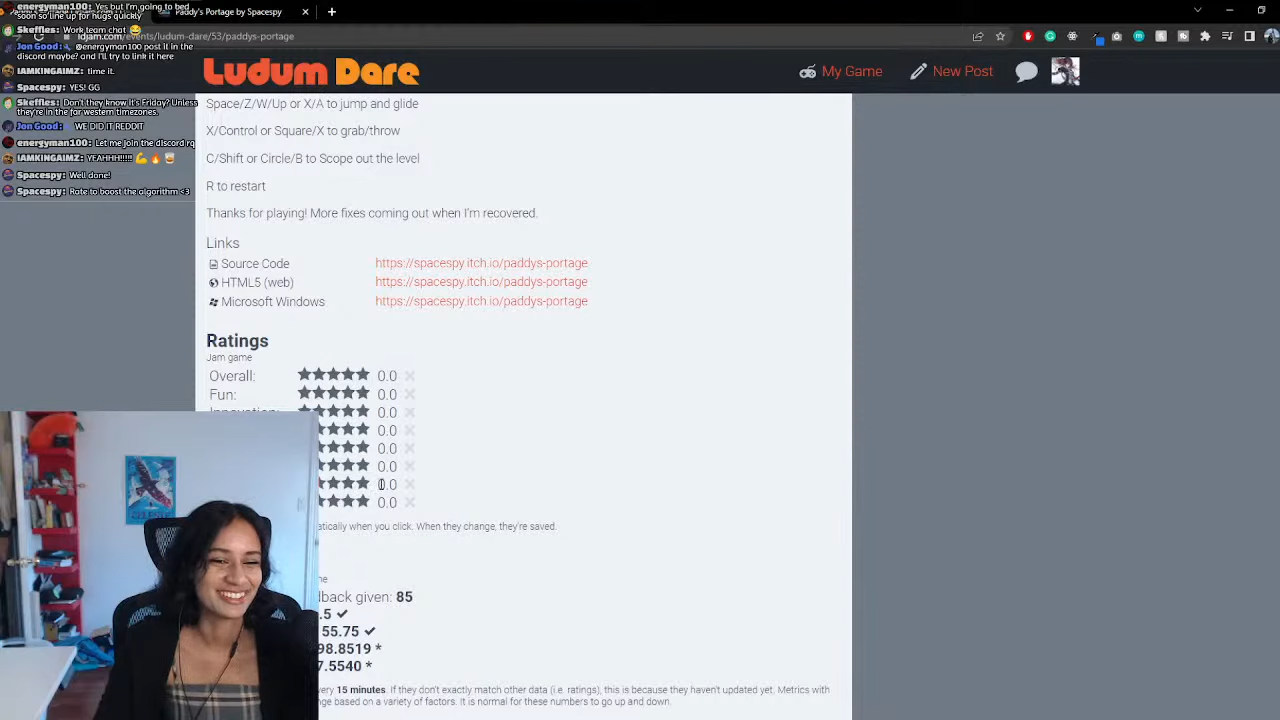 energyman100: Yes but I'm going to bed
soon so line up for hugs quickly
Skeffles: Work team chat
Jon Good: @energyman100 post it in the
discord maybe? and I'll try to link it
here
IAMKINGAIMZ: time it.
Spacespy: YES! GG
Skeffles: Don't they know it's Friday? Unless
they're in the far western timezones.
Jon Good: WE DID IT REDDIT
energyman100: Let me join the discord rq
IAMKINGAIMZ: YEAHHH!!!!!
Spacespy: Well done!
Spacespy: Rate to boost the algorithm <3
Paddy's Portage by Spacespy
ldjam.com/events/ludum-dare/53/paddys-portage
LUDUM DARE
My Game
New Post
Space/Z/W/Up or X/A to jump and glide
X/Control or Square/X to grab/throw
C/Shift or Circle/B to Scope out the level
R to restart
Thanks for playing! More fixes coming out when I'm recovered.
Links
Source Code https://spacespy.itch.io/paddys-portage
HTML5 (web) https://spacespy.itch.io/paddys-portage
Microsoft Windows https://spacespy.itch.io/paddys-portage
Ratings
Jam game
Overall: 0.0
Fun: 0.0
Innovation: 0.0
0.0
0.0
0.0
0.0
0.0
atically when you click. When they change, they're saved.
me
dback given: 85
.5
55.75
98.8519 *
7.5540 *
very 15 minutes. If they don't exactly match other data (i.e. ratings), this is because they haven't updated yet. Metrics with
nge based on a variety of factors. It is normal for these numbers to go up and down.